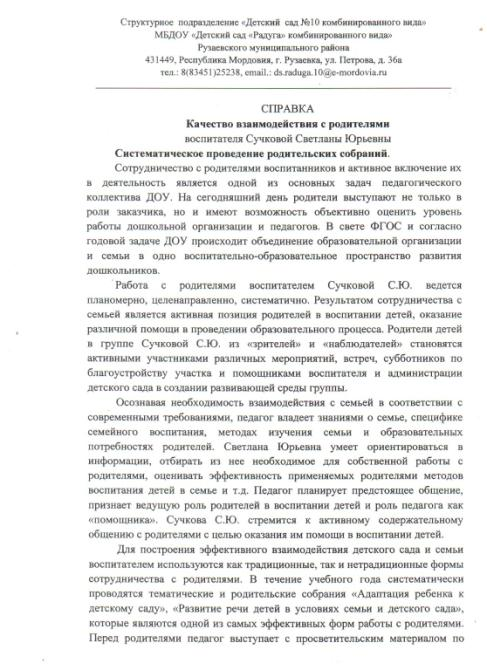 Структурное подразделение «Детский сад №10 комбинированного вида»
МБДОУ «Детский сад «Радуга» комбинированного вида»
Рузаевского муниципального района
431449, Республика Мордовия, г. Рузаевка, ул. Петрова, д. 36а
тел.: 8(83451)25238, email.: ds.raduga.10@e-mordovia.ru
СПРАВКА
Качество взаимодействия с родителями
воспитателя Сучковой Светланы Юрьевны
Систематическое проведение родительских собраний.
Сотрудничество с родителями воспитанников и активное включение их
в деятельность является одной из основных задач педагогического
коллектива ДОУ. На сегодняшний день родители выступают не только в
роли заказчика, но и имеют возможность объективно оценить уровень
работы дошкольной организации и педагогов. В свете ФГОС и согласно
годовой задаче ДОУ происходит объединение образовательной организации
и семьи в одно воспитательно-образовательное пространство развития
дошкольников.
Работа с родителями воспитателем Сучковой С.Ю. ведется
планомерно, целенаправленно, систематично. Результатом сотрудничества с
семьей является активная позиция родителей в воспитании детей, оказание
различной помощи в проведении образовательного процесса. Родители детей
в группе Сучковой С.Ю. из «зрителей» и «наблюдателей» становятся
активными участниками различных мероприятий, встреч, субботников по
благоустройству участка и помощниками воспитателя и администрации
детского сада в создании развивающей среды группы.
Осознавая необходимость взаимодействия с семьей в соответствии с
современными требованиями, педагог владеет знаниями о семье, специфике
семейного воспитания, методах изучения семьи и образовательных
потребностях родителей. Светлана Юрьевна умеет ориентироваться в
информации, отбирать из нее необходимое для собственной работы с
родителями, оценивать эффективность применяемых родителями методов
воспитания детей в семье и т.д. Педагог планирует предстоящее общение,
признает ведущую роль родителей в воспитании детей и роль педагога как
«помощника». Сучкова С.Ю. стремится к активному содержательному
общению с родителями с целью оказания им помощи в воспитании детей.
Для построения эффективного взаимодействия детского сада и семьи
воспитателем используются как традиционные, так и нетрадиционные формы
сотрудничества с родителями. В течение учебного года систематически
проводятся тематические и родительские собрания «Адаптация ребенка к
детскому саду», «Развитие речи детей в условиях семьи и детского сада»,
которые являются одной из самых эффективных форм работы с родителями.
Перед родителями педагог выступает с просветительским материалом по